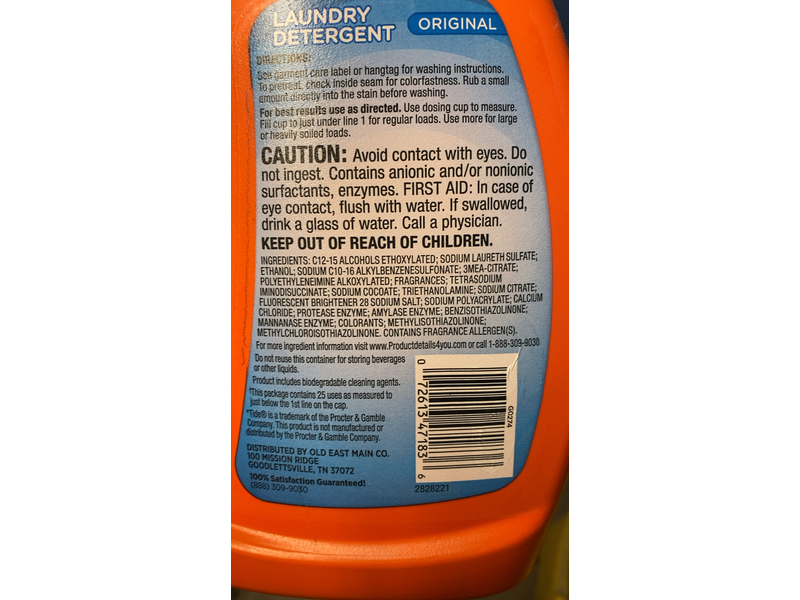 LAUNDRY
DETERGENT
ORIGINAL
DIRECTIONS:
See garment care label or hangtag for washing instructions.
To pretreat, check inside seam for colorfastness. Rub a small
amount directly into the stain before washing.
For best results use as directed. Use dosing cup to measure.
Fill cup to just under line 1 for regular loads. Use more for large
or heavily soiled loads.
CAUTION: Avoid contact with eyes. Do
not ingest. Contains anionic and/or nonionic
surfactants, enzymes. FIRST AID: In case of
eye contact, flush with water. If swallowed,
drink a glass of water. Call a physician.
KEEP OUT OF REACH OF CHILDREN.
INGREDIENTS: C12-15 ALCOHOLS ETHOXYLATED; SODIUM LAURETH SULFATE;
ETHANOL; SODIUM C10-16 ALKYLBENZENESULFONATE; 3MEA-CITRATE;
POLYETHYLENEIMINE ALKOXYLATED; FRAGRANCES; TETRASODIUM
IMINODISUCCINATE; SODIUM COCOATE; TRIETHANOLAMINE; SODIUM CITRATE;
FLUORESCENT BRIGHTENER 28 SODIUM SALT; SODIUM POLYACRYLATE; CALCIUM
CHLORIDE; PROTEASE ENZYME; AMYLASE ENZYME; BENZISOTHIAZOLINONE;
MANNANASE ENZYME; COLORANTS; METHYLISOTHIAZOLINONE;
METHYLCHLOROISOTHIAZOLINONE. CONTAINS FRAGRANCE ALLERGEN(S).
For more ingredient information visit www.Productdetails4you.com or call 1-888-309-9030
Do not reuse this container for storing beverages
or other liquids.
Product includes biodegradable cleaning agents.
†This package contains 25 uses as measured to
just below the 1st line on the cap.
*Tide® is a trademark of the Procter & Gamble
Company. This product is not manufactured or
distributed by the Procter & Gamble Company.
DISTRIBUTED BY OLD EAST MAIN CO.
100 MISSION RIDGE
GOODLETTSVILLE, TN 37072
100% Satisfaction Guaranteed!
(888) 309-9030
0 72613 47183 6
G0274
2828221